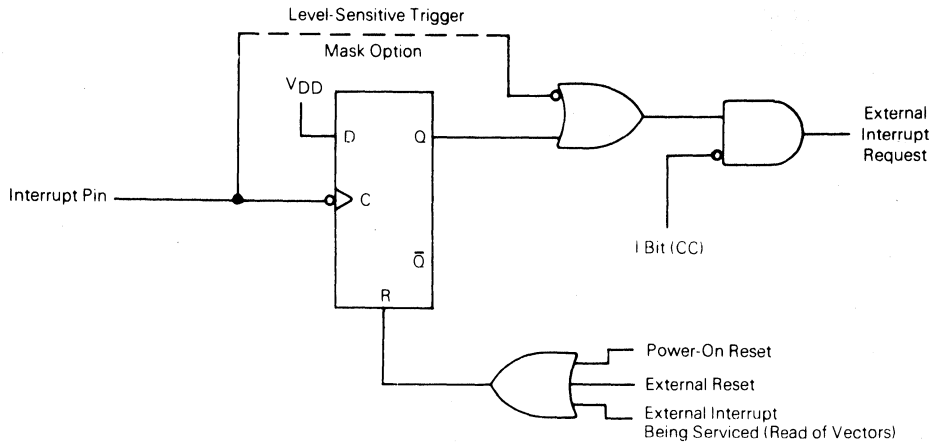 Level-Sensitive Trigger
Mask Option
VDD
D
Q
External
Interrupt
Request
Interrupt Pin
C
I Bit (CC)
Q̅
R
Power-On Reset
External Reset
External Interrupt
Being Serviced (Read of Vectors)